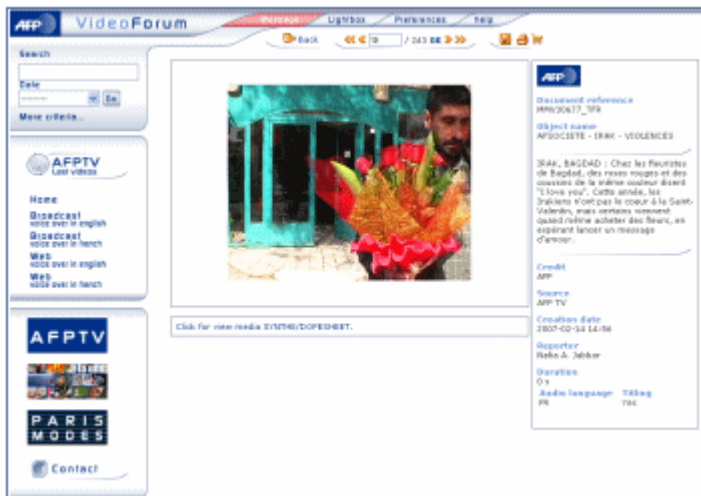 AFP VideoForum
Lightbox
Preferences
Help
Back
/ 243
Search
Date
Go
More criteria...
AFPTV
Last videos
Home
Broadcast
voice over in english
Broadcast
voice over in french
Web
voice over in english
Web
voice over in french
AFPTV
PARIS
MODES
Contact
Click for view media SYNTHE/DOPESHEET.
AFP
Document reference
Object name
AFSOCIETE - IRAK - VIOLENCES
IRAK, BAGDAD : Chez les fleuristes
de Bagdad, des roses rouges et des
coussins de la même couleur disent
"I love you". Cette année, les
Irakiens n'ont pas le coeur à la Saint-
Valentin, mais certains viennent
quand même acheter des fleurs, en
espérant lancer un message
d'amour.
Credit
AFP
Source
AFP TV
Creation date
2007-02-14 14:56
Reporter
A. Jabbar
Duration
0 s
Audio language Titling
FR